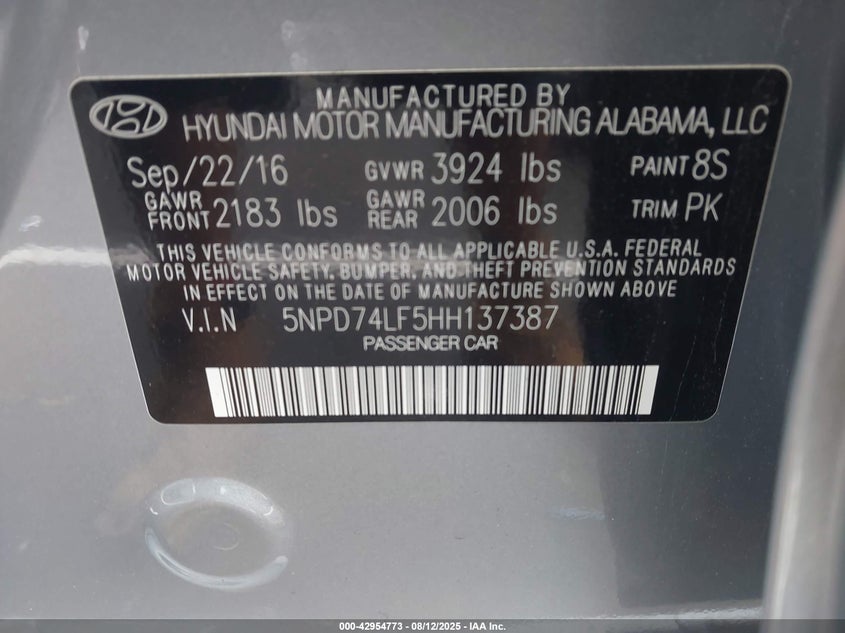 MANUFACTURED BY
HYUNDAI MOTOR MANUFACTURING ALABAMA, LLC
Sep/22/16 GVWR 3924 lbs PAINT 8S
GAWR FRONT 2183 lbs GAWR REAR 2006 lbs TRIM PK
THIS VEHICLE CONFORMS TO ALL APPLICABLE U.S.A. FEDERAL
MOTOR VEHICLE SAFETY, BUMPER, AND THEFT PREVENTION STANDARDS
IN EFFECT ON THE DATE OF MANUFACTURE SHOWN ABOVE.
V.I.N 5NPD74LF5HH137387
PASSENGER CAR
000-42954773 - 08/12/2025 - IAA Inc.